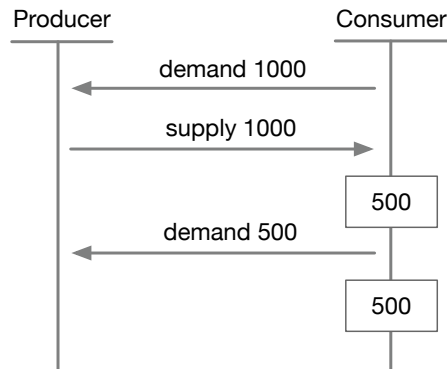 Producer
Consumer
demand 1000
supply 1000
500
demand 500
500